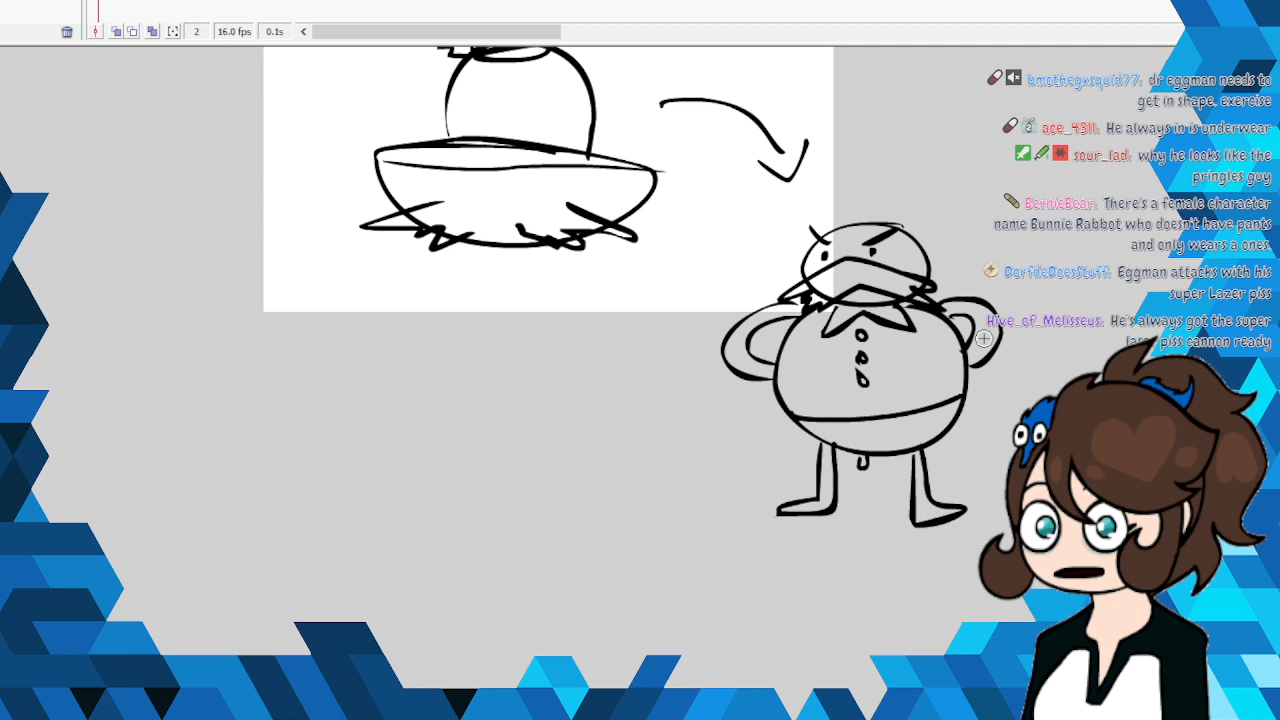 2 16.0 fps 0.1s
bmcthegxsquid77: dr eggman needs to
get in shape. exercise
ace_4311: He always in is underwear
sour_lad: why he looks like the
pringles guy
BernieBear: There's a female character
name Bunnie Rabbot who doesn't have pants
and only wears a ones.
DorfdeDoesStuff: Eggman attacks with his
super Lazer piss
Hive_of_Melisseus: He's always got the super
piss cannon ready